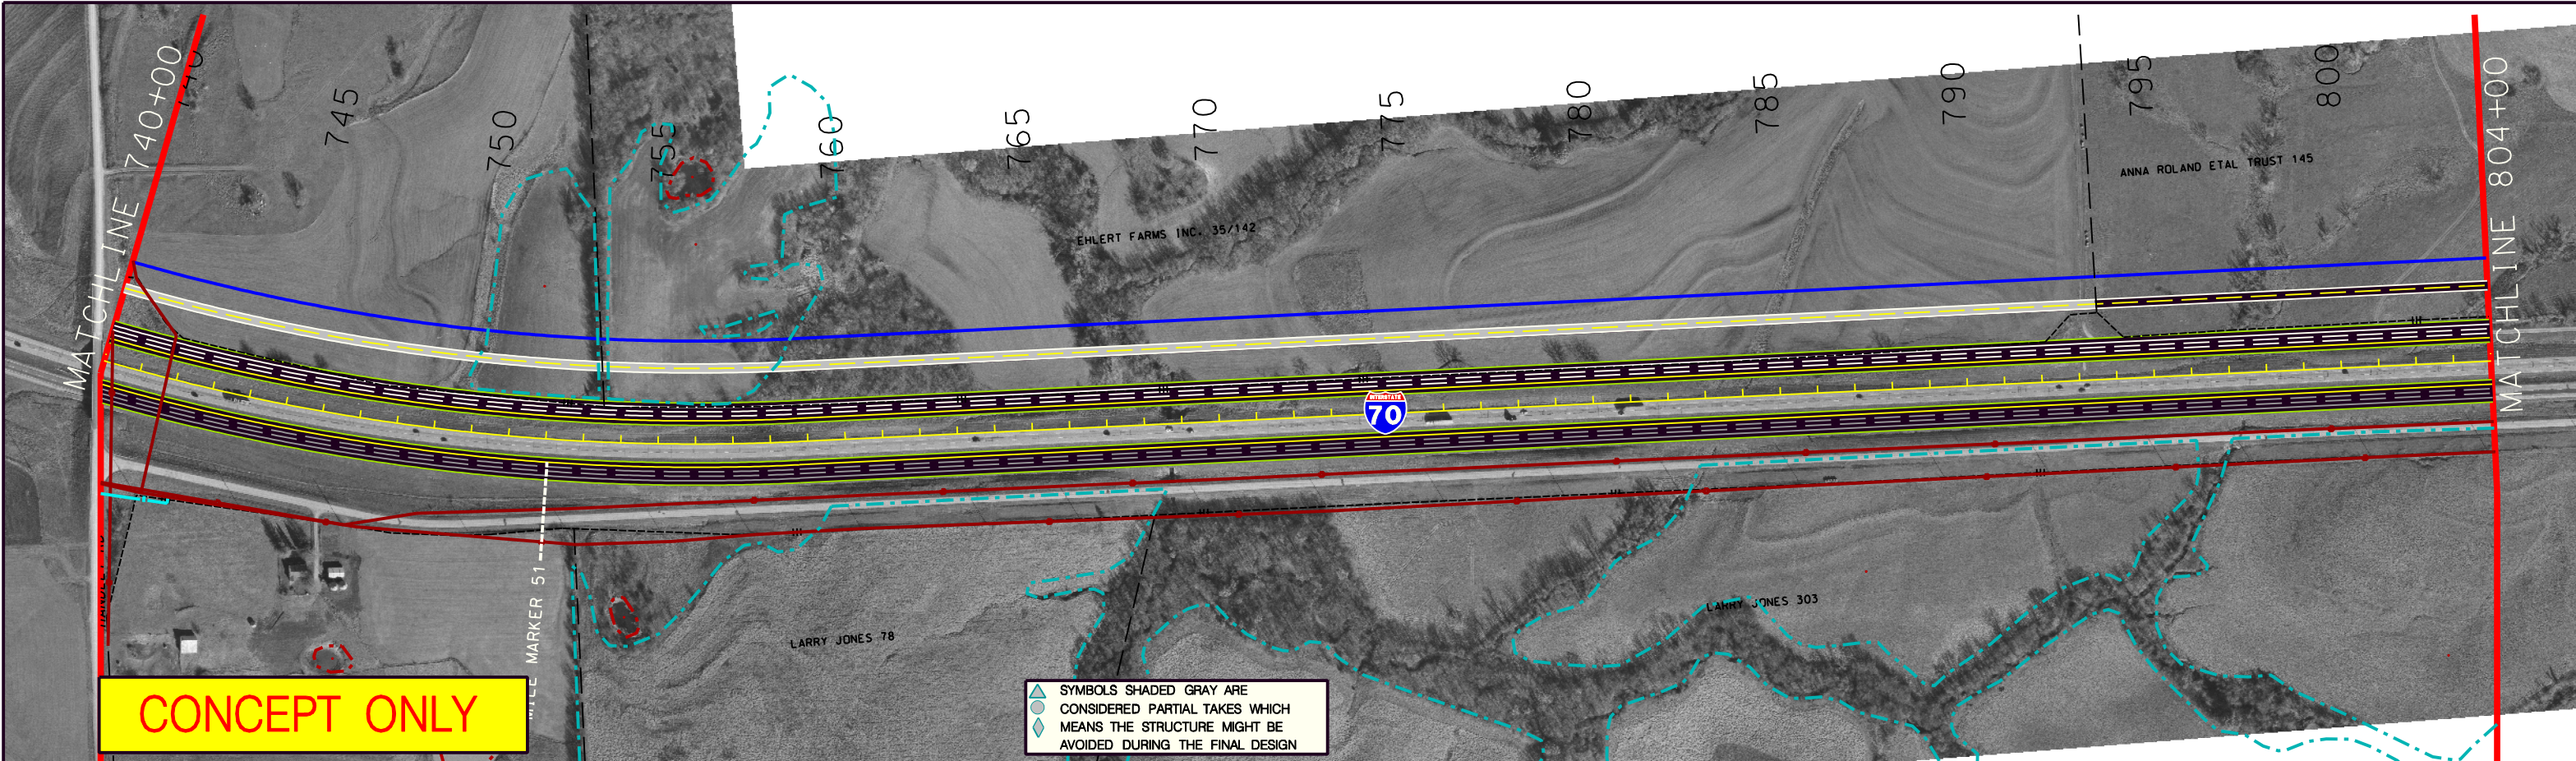 MATCHLINE 740+00
740
745
750
755
760
765
770
775
780
785
790
795
800
MATCHLINE 804+00
ANNA ROLAND ETAL TRUST 145
EHLERT FARMS INC. 35/142
INTERSTATE
70
MILE MARKER 51
LARRY JONES 78
LARRY JONES 303
CONCEPT ONLY
SYMBOLS SHADED GRAY ARE
CONSIDERED PARTIAL TAKES WHICH
MEANS THE STRUCTURE MIGHT BE
AVOIDED DURING THE FINAL DESIGN